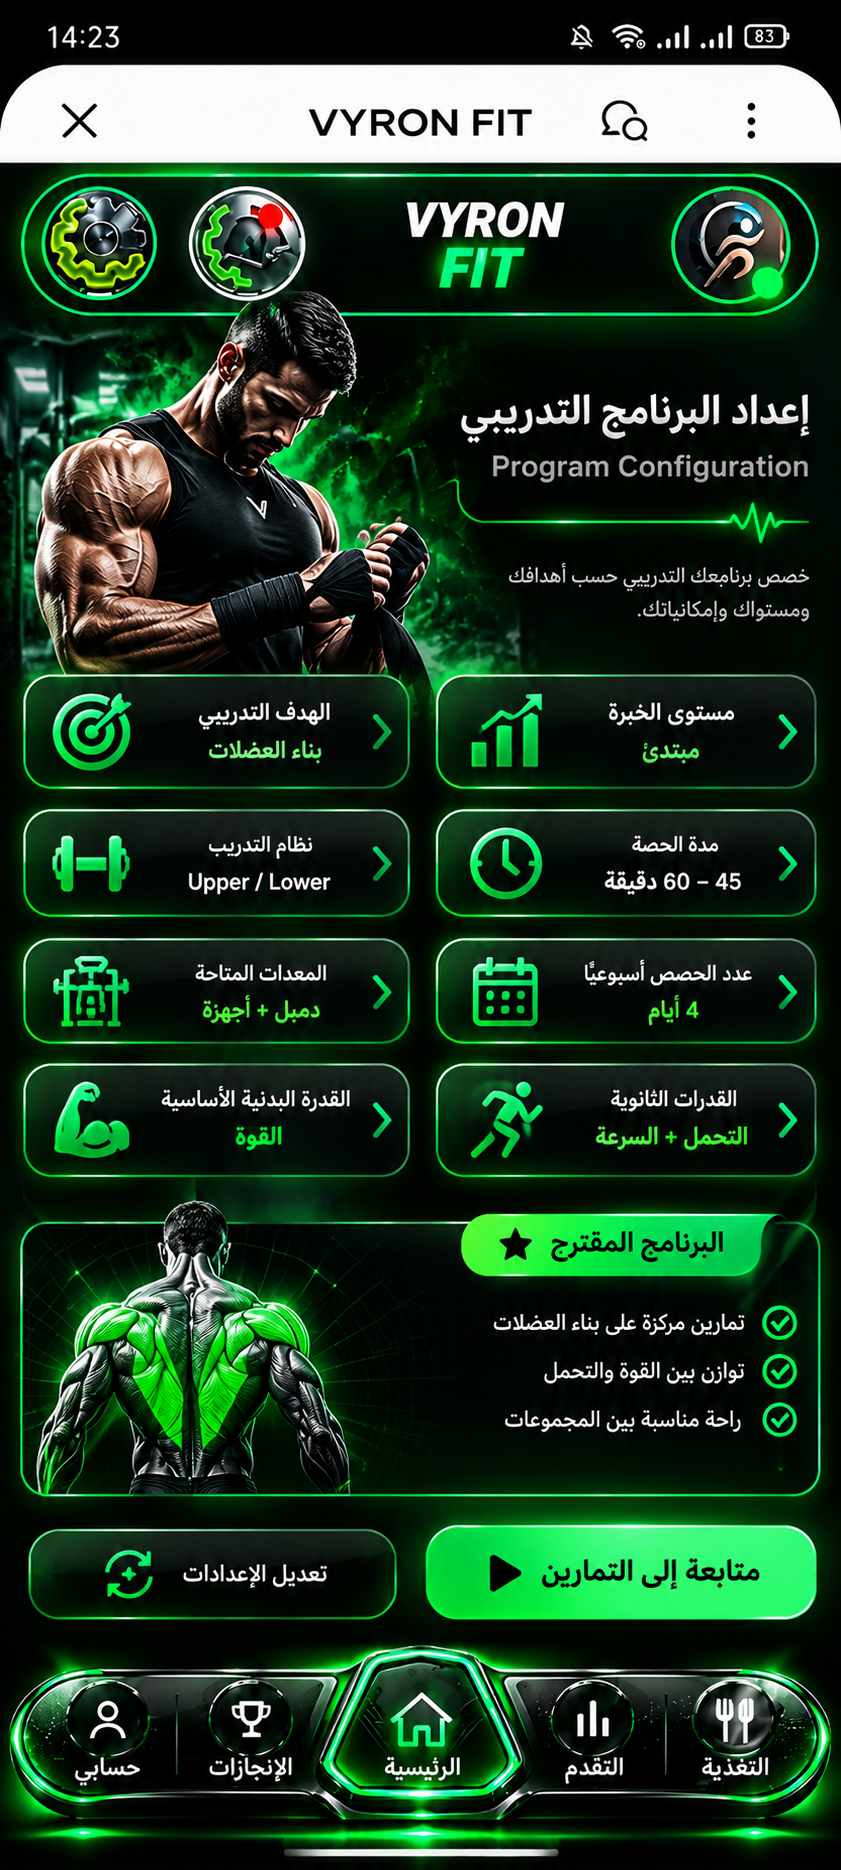 14:23
83
VYRON FIT
VYRON
FIT
إعداد البرنامج التدريبي
Program Configuration
خصص برنامعك التدريبي حسب أهدافك
ومستواك وإمكانياتك.
مستوى الخبرة
مبتدئ
الهدف التدريبي
بناء العضلات
مدة الحصة
45 – 60 دقيقة
نظام التدريب
Upper / Lower
عدد الحصص أسبوعيًا
4 أيام
المعدات المتاحة
دمبل + أجهزة
القدرات الثانوية
التحمل + السرعة
القدرة البدنية الأساسية
القوة
البرنامج المقترح
تمارين مركزة على بناء العضلات
توازن بين القوة والتحمل
راحة مناسبة بين المجموعات
متابعة إلى التمارين
تعديل الإعدادات
التغذية
التقدم
الرئيسية
الإنجازات
حسابي